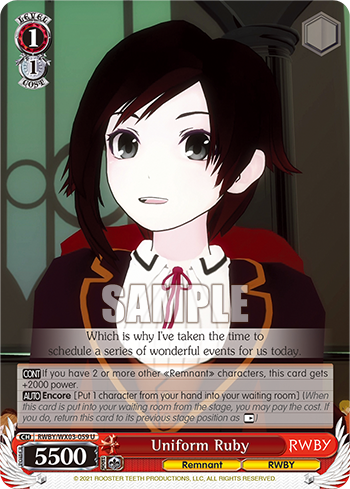 LEVEL
1
1
COST
SAMPLE
Which is why I've taken the time to
schedule a series of wonderful events for us today.
CONT If you have 2 or more other «Remnant» characters, this card gets
+2000 power.
AUTO Encore [Put 1 character from your hand into your waiting room] (When
this card is put into your waiting room from the stage, you may pay the cost. If
you do, return this card to its previous stage position as )
CH RWBY/WX03-059 U
Uniform Ruby
RWBY
POWER 5500
Remnant
RWBY
© 2021 ROOSTER TEETH PRODUCTIONS, LLC, ALL RIGHTS RESERVED.